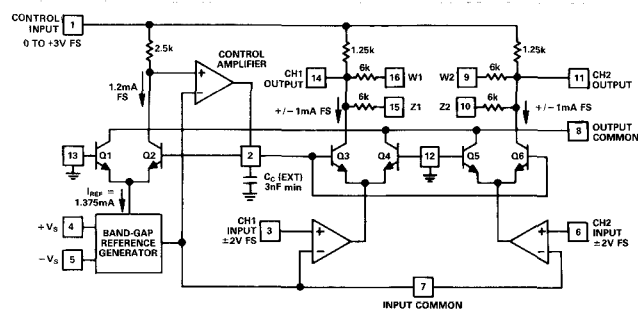 CONTROL
INPUT
1
0 TO +3V FS
2.5k
CONTROL
AMPLIFIER
1.2mA
FS
+
−
1.25k
1.25k
CH1
OUTPUT
14
6k
16
W1
W2
9
6k
11
CH2
OUTPUT
+/−1mA FS
6k
15
Z1
Z2
10
6k
+/−1mA FS
8
OUTPUT
COMMON
13
Q1
Q2
2
Q3
Q4
12
Q5
Q6
CC (EXT)
3nF min
IREF =
1.375mA
+VS
4
−VS
5
BAND-GAP
REFERENCE
GENERATOR
CH1
INPUT
±2V FS
3
+
−
+
−
6
CH2
INPUT
±2V FS
7
INPUT COMMON